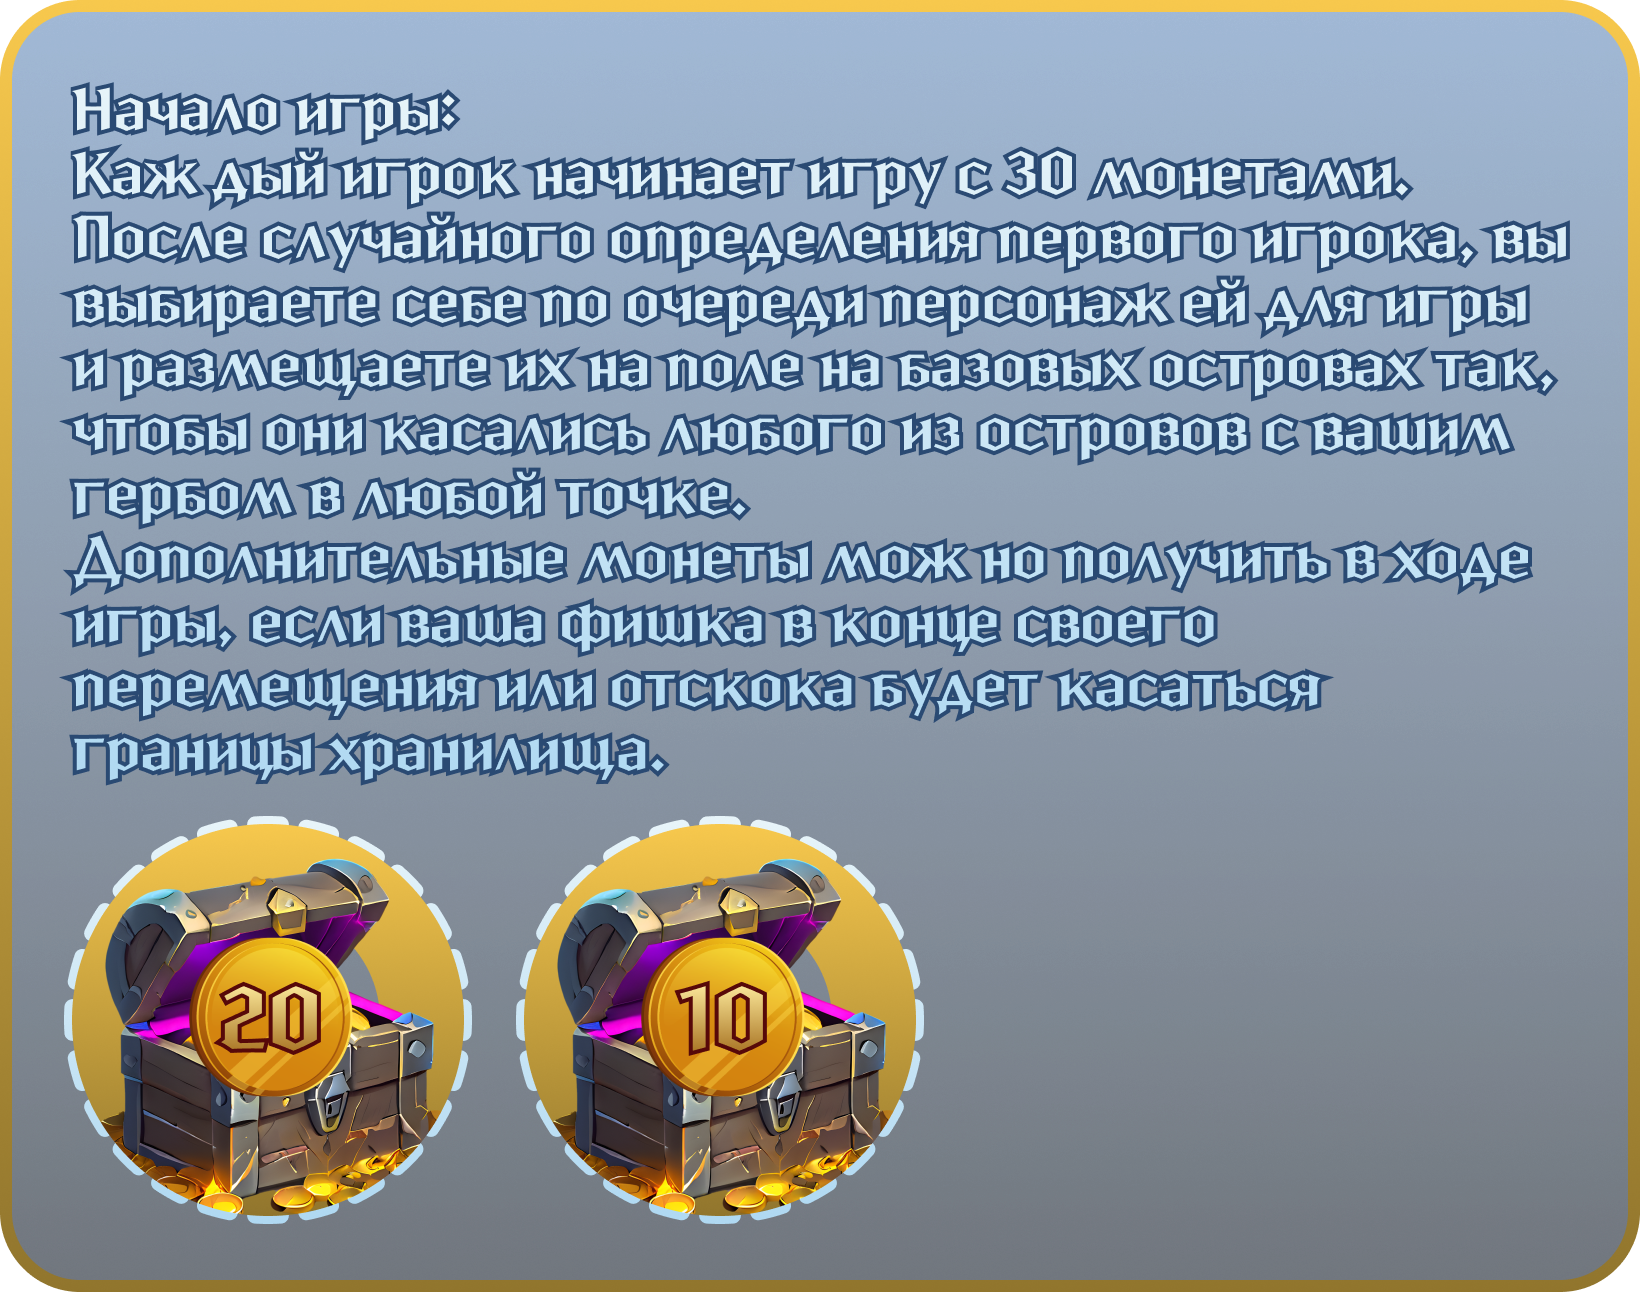 Начало игры:
Каждый игрок начинает игру с 30 монетами.
После случайного определения первого игрока, вы
выбираете себе по очереди персонажей для игры
и размещаете их на поле на базовых островах так,
чтобы они касались любого из островов с вашим
гербом в любой точке.
Дополнительные монеты можно получить в ходе
игры, если ваша фишка в конце своего
перемещения или отскока будет касаться
границы хранилища.
20
10